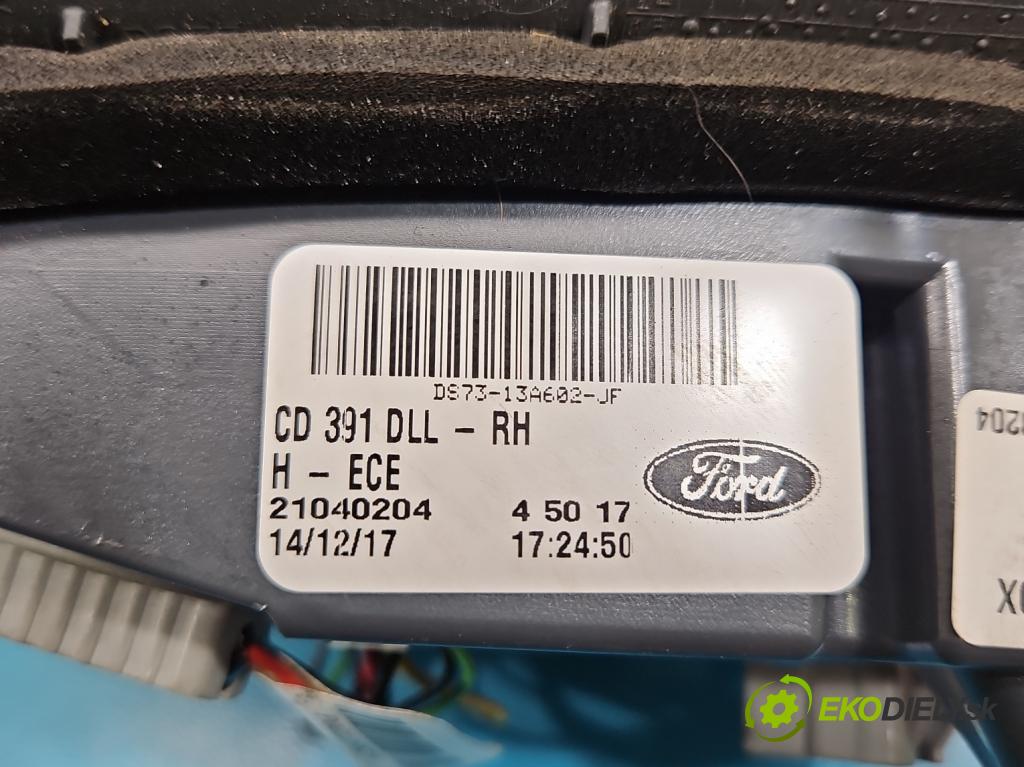 DS73-13A602-JF
CD 391 DLL - RH
H - ECE
21040204 4 50 17
14/12/17 17:24:50
Ford
EKODIELY.sk